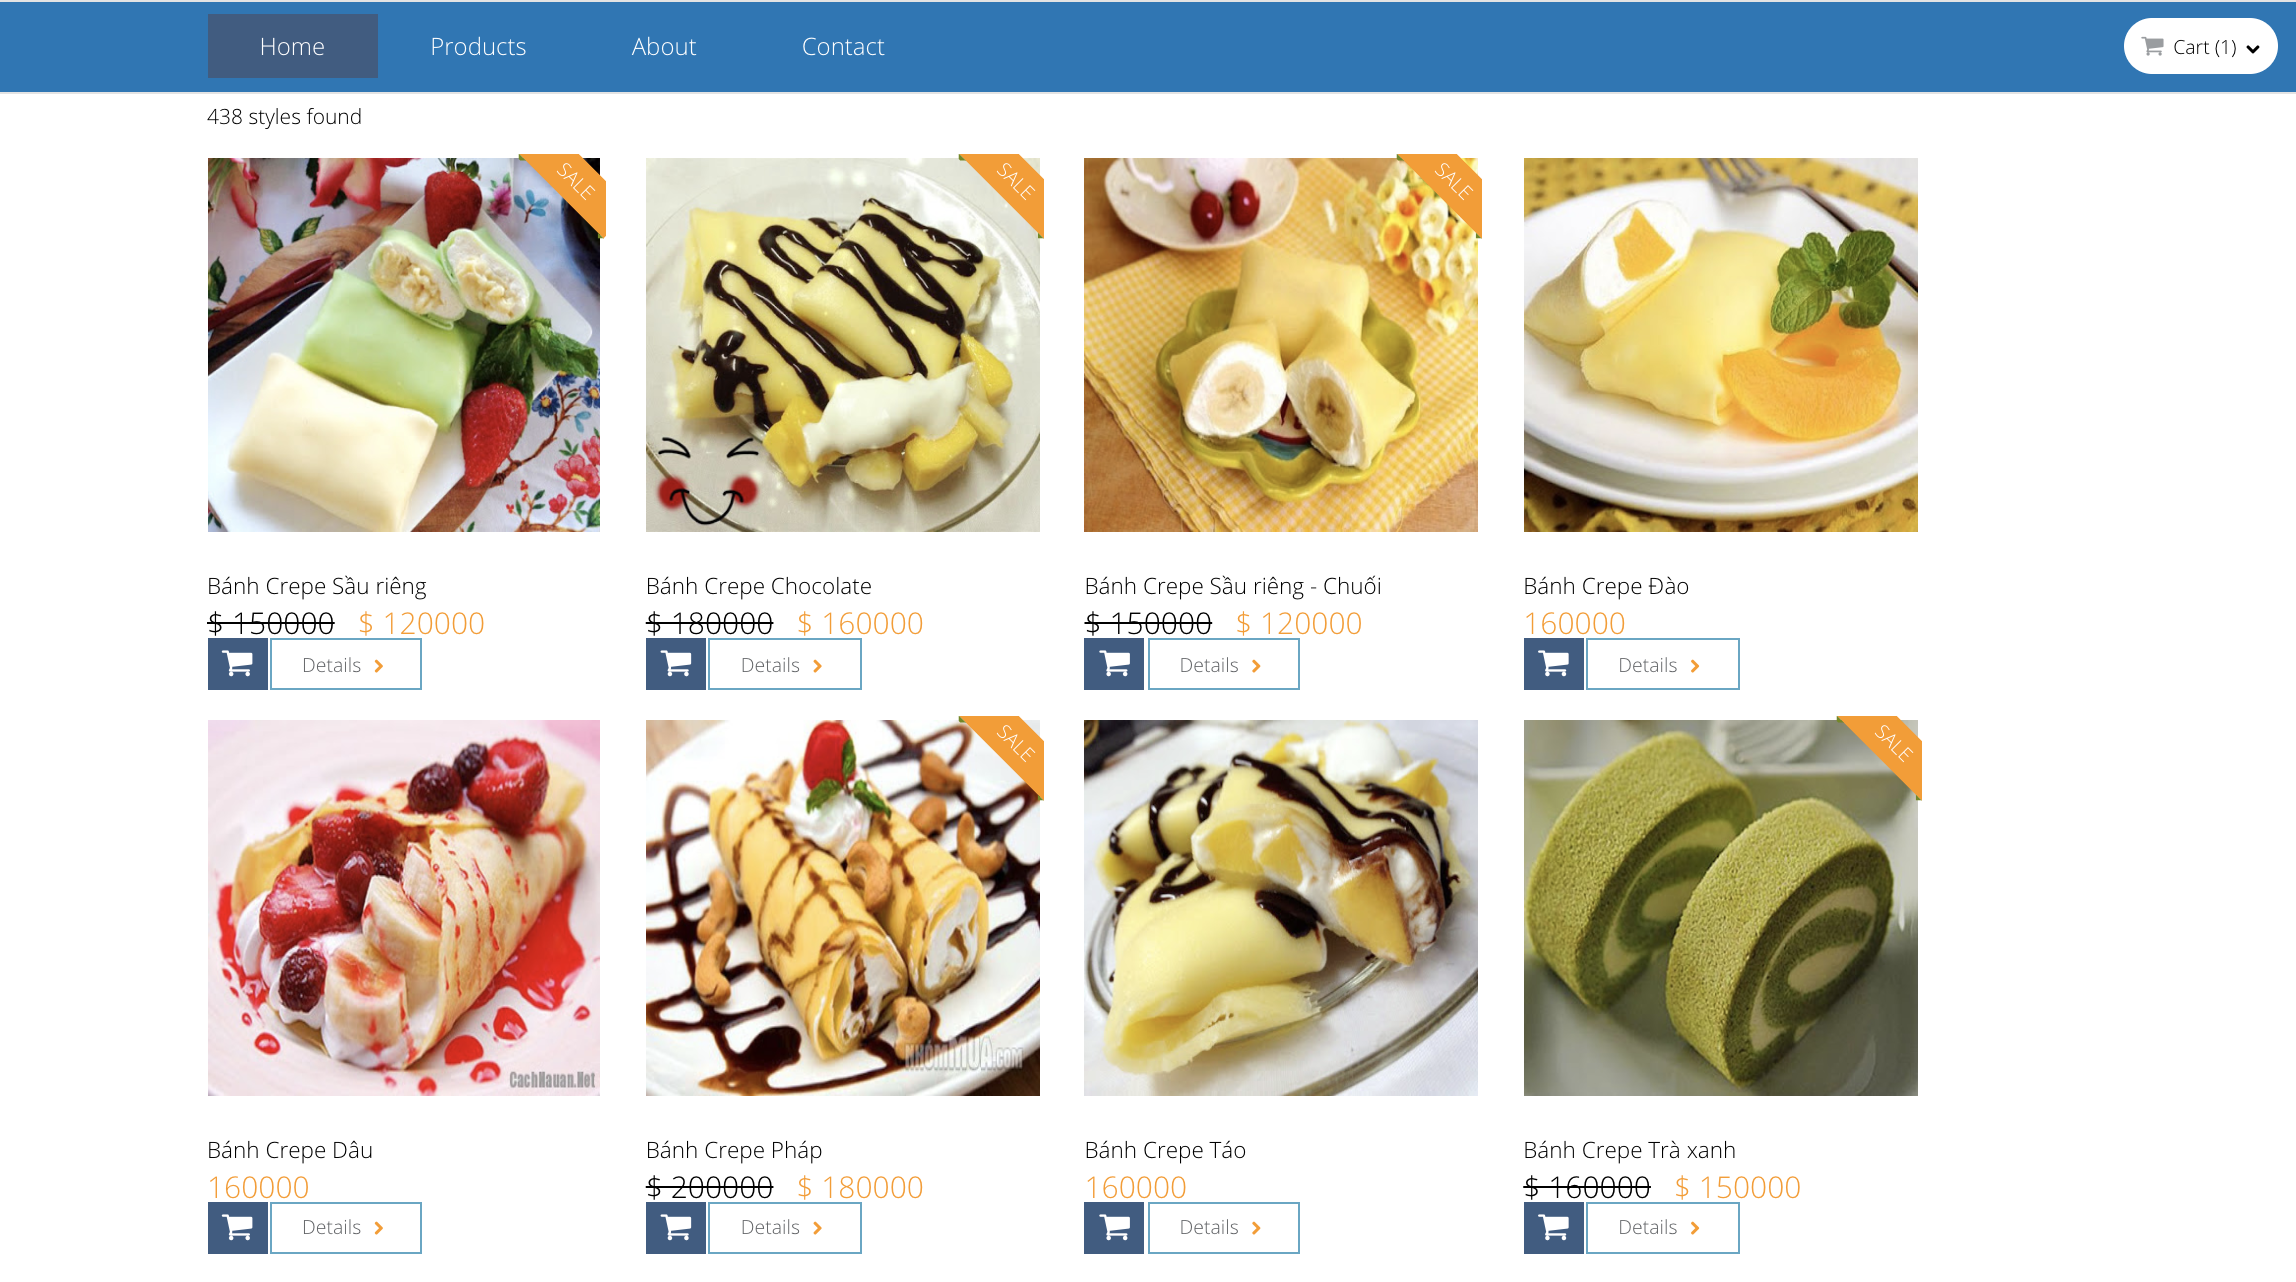 Home Products About Contact Cart (1)
438 styles found
SALE SALE SALE
Bánh Crepe Sầu riêng
$ 150000 $ 120000
Details
Bánh Crepe Chocolate
$ 180000 $ 160000
Details
Bánh Crepe Sầu riêng - Chuối
$ 150000 $ 120000
Details
Bánh Crepe Đào
160000
Details
SALE SALE
CachNauan.Net
NHOMMUA.COM
Bánh Crepe Dâu
160000
Details
Bánh Crepe Pháp
$ 200000 $ 180000
Details
Bánh Crepe Táo
160000
Details
Bánh Crepe Trà xanh
$ 160000 $ 150000
Details